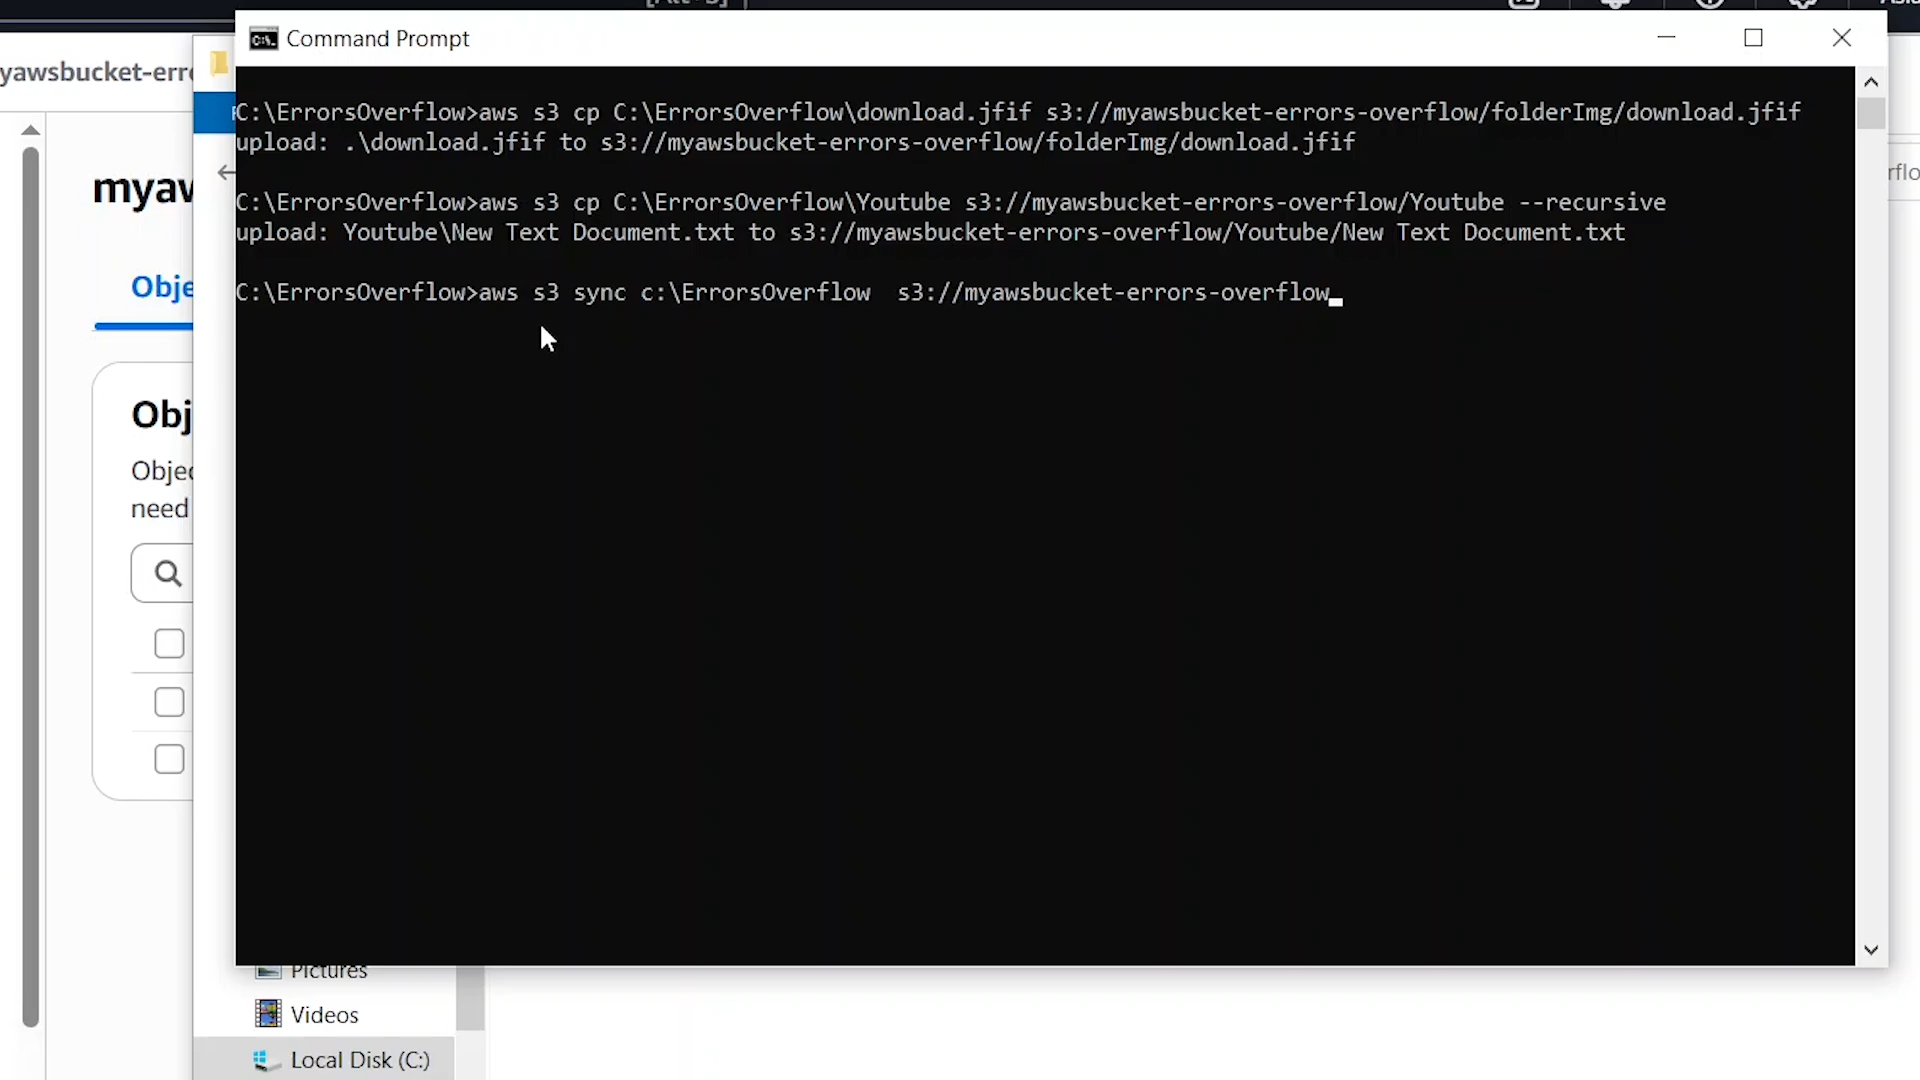 yawsbucket-erro
Command Prompt
C:\ErrorsOverflow>aws s3 cp C:\ErrorsOverflow\download.jfif s3://myawsbucket-errors-overflow/folderImg/download.jfif
upload: .\download.jfif to s3://myawsbucket-errors-overflow/folderImg/download.jfif
C:\ErrorsOverflow>aws s3 cp C:\ErrorsOverflow\Youtube s3://myawsbucket-errors-overflow/Youtube --recursive
upload: Youtube\New Text Document.txt to s3://myawsbucket-errors-overflow/Youtube/New Text Document.txt
C:\ErrorsOverflow>aws s3 sync c:\ErrorsOverflow  s3://myawsbucket-errors-overflow
rflo
myaw
Obje
Obj
Objec
need
Pictures
Videos
Local Disk (C:)